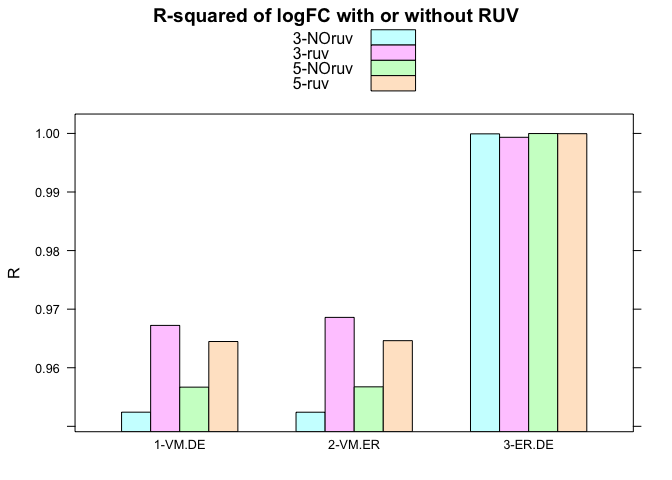 R-squared of logFC with or without RUV
3-NOruv
3-ruv
5-NOruv
5-ruv
1.00
0.99
0.98
0.97
0.96
R
1-VM.DE 2-VM.ER 3-ER.DE